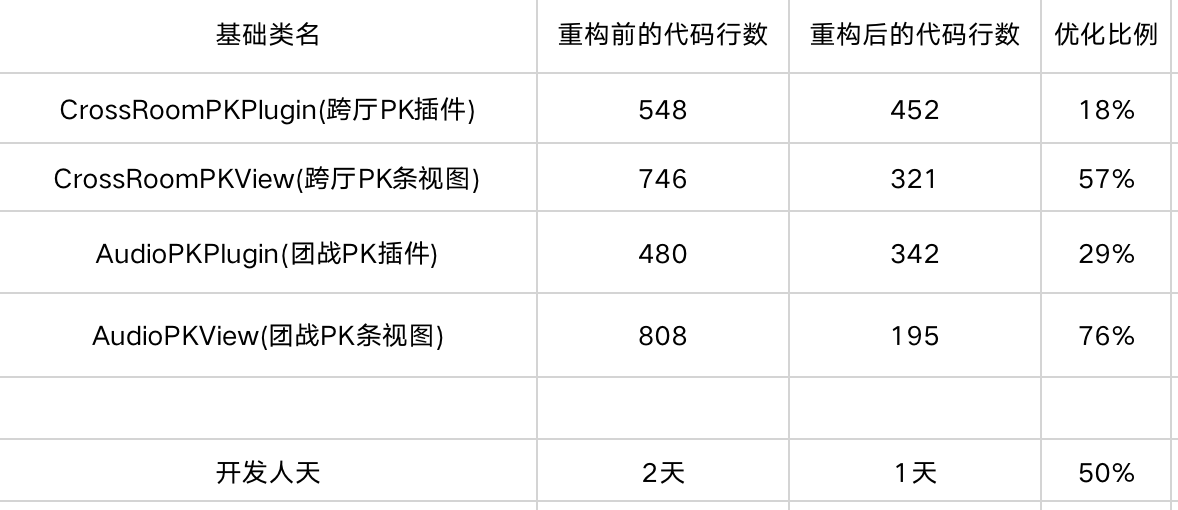 基础类名 重构前的代码行数 重构后的代码行数 优化比例
CrossRoomPKPlugin(跨厅PK插件) 548 452 18%
CrossRoomPKView(跨厅PK条视图) 746 321 57%
AudioPKPlugin(团战PK插件) 480 342 29%
AudioPKView(团战PK条视图) 808 195 76%
开发人天 2天 1天 50%